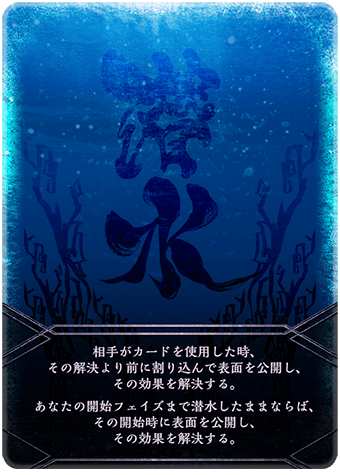 潜水
相手がカードを使用した時、
その解決より前に割り込んで表面を公開し、
その効果を解決する。
あなたの開始フェイズまで潜水したままならば、
その開始時に表面を公開し、
その効果を解決する。